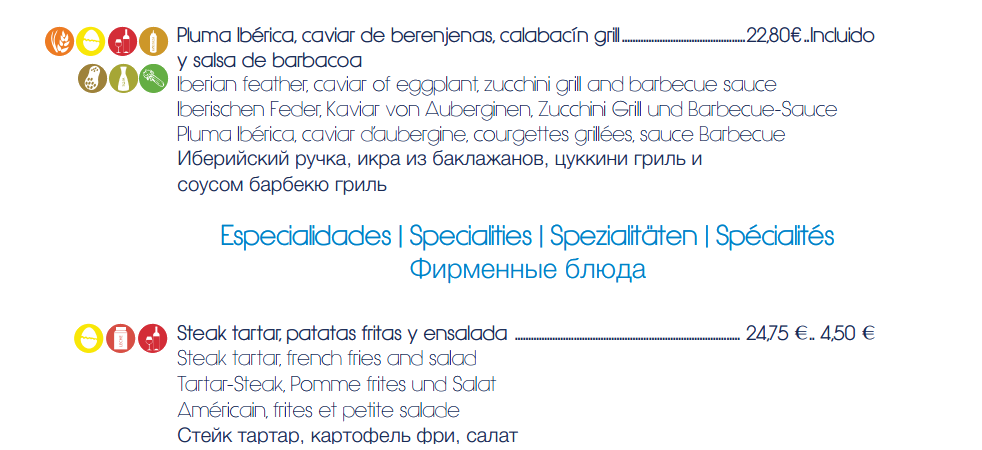 Pluma Ibérica, caviar de berenjenas, calabacín grill..............................22,80€..Incluido
y salsa de barbacoa
Iberian feather, caviar of eggplant, zucchini grill and barbecue sauce
Iberischen Feder, Kaviar von Auberginen, Zucchini Grill und Barbecue-Sauce
Pluma Ibérica, caviar d'aubergine, courgettes grillées, sauce Barbecue
Иберийский ручка, икра из баклажанов, цуккини гриль и
соусом барбекю гриль
Especialidades | Specialities | Spezialitäten | Spécialités
Фирменные блюда
Steak tartar, patatas fritas y ensalada .............................. 24,75 €.. 4,50 €
Steak tartar, french fries and salad
Tartar-Steak, Pomme frites und Salat
Américain, frites et petite salade
Стейк тартар, картофель фри, салат